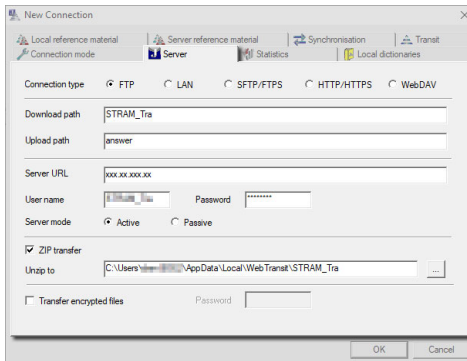 New Connection
Local reference material
Server reference material
Synchronisation
Transit
Connection mode
Server
Statistics
Local dictionaries
Connection type
FTP
LAN
SFTP/FTPS
HTTP/HTTPS
WebDAV
Download path
STRAM_Tra
Upload path
answer
Server URL
xxx.xx.xxx.xx
User name
Password
********
Server mode
Active
Passive
ZIP transfer
Unzip to
C:\Users\ \AppData\Local\WebTransit\STRAM_Tra
...
Transfer encrypted files
Password
OK
Cancel